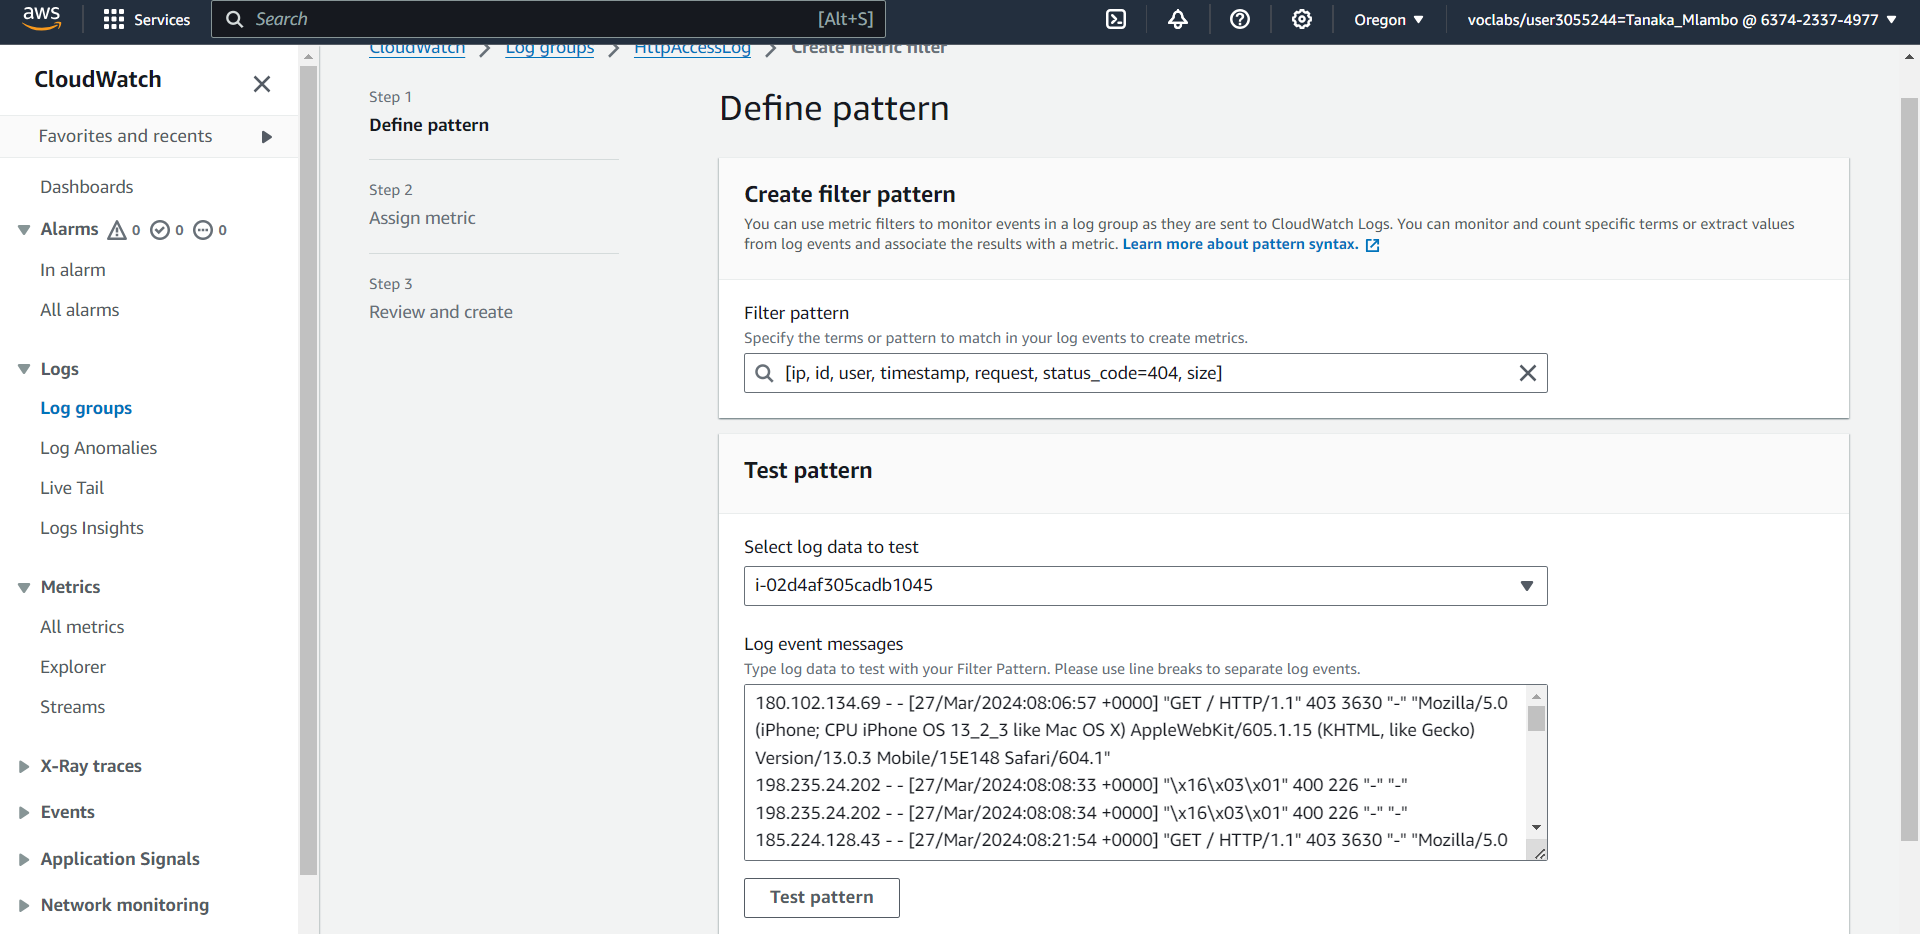 aws
Services
Search [Alt+S]
Oregon
voclabs/user3055244=Tanaka_Mlambo @ 6374-2337-4977
CloudWatch
Favorites and recents
Dashboards
Alarms 0 0 0
In alarm
All alarms
Logs
Log groups
Log Anomalies
Live Tail
Logs Insights
Metrics
All metrics
Explorer
Streams
X-Ray traces
Events
Application Signals
Network monitoring
CloudWatch > Log groups > HttpAccessLog > Create metric filter
Step 1
Define pattern
Step 2
Assign metric
Step 3
Review and create
Define pattern
Create filter pattern
You can use metric filters to monitor events in a log group as they are sent to CloudWatch Logs. You can monitor and count specific terms or extract values
from log events and associate the results with a metric. Learn more about pattern syntax.
Filter pattern
Specify the terms or pattern to match in your log events to create metrics.
[ip, id, user, timestamp, request, status_code=404, size]
Test pattern
Select log data to test
i-02d4af305cadb1045
Log event messages
Type log data to test with your Filter Pattern. Please use line breaks to separate log events.
180.102.134.69 - - [27/Mar/2024:08:06:57 +0000] "GET / HTTP/1.1" 403 3630 "-" "Mozilla/5.0
(iPhone; CPU iPhone OS 13_2_3 like Mac OS X) AppleWebKit/605.1.15 (KHTML, like Gecko)
Version/13.0.3 Mobile/15E148 Safari/604.1"
198.235.24.202 - - [27/Mar/2024:08:08:33 +0000] "\x16\x03\x01" 400 226 "-" "-"
198.235.24.202 - - [27/Mar/2024:08:08:34 +0000] "\x16\x03\x01" 400 226 "-" "-"
185.224.128.43 - - [27/Mar/2024:08:21:54 +0000] "GET / HTTP/1.1" 403 3630 "-" "Mozilla/5.0
Test pattern